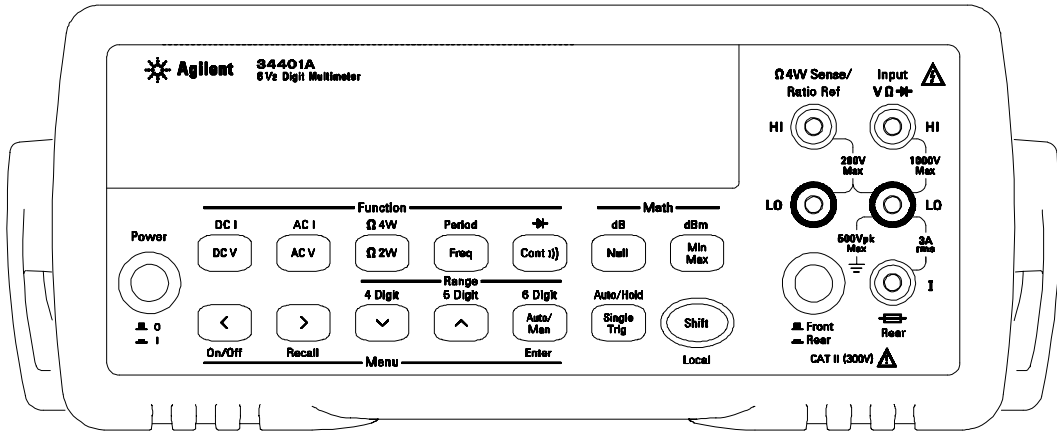 Agilent 34401A
6½ Digit Multimeter
Ω 4W Sense/
Ratio Ref
Input
V Ω
HI
HI
200V
Max
1000V
Max
LO
LO
500Vpk
Max
3A
rms
I
Front
Rear
Rear
CAT II (300V)
Power
O
I
Function
DC I
AC I
Ω 4W
Period
DC V
AC V
Ω 2W
Freq
Cont )))
Math
dB
dBm
Null
Min
Max
Range
4 Digit
5 Digit
6 Digit
Auto/Hold
<
>
Auto/
Man
Single
Trig
Shift
On/Off
Recall
Enter
Local
Menu